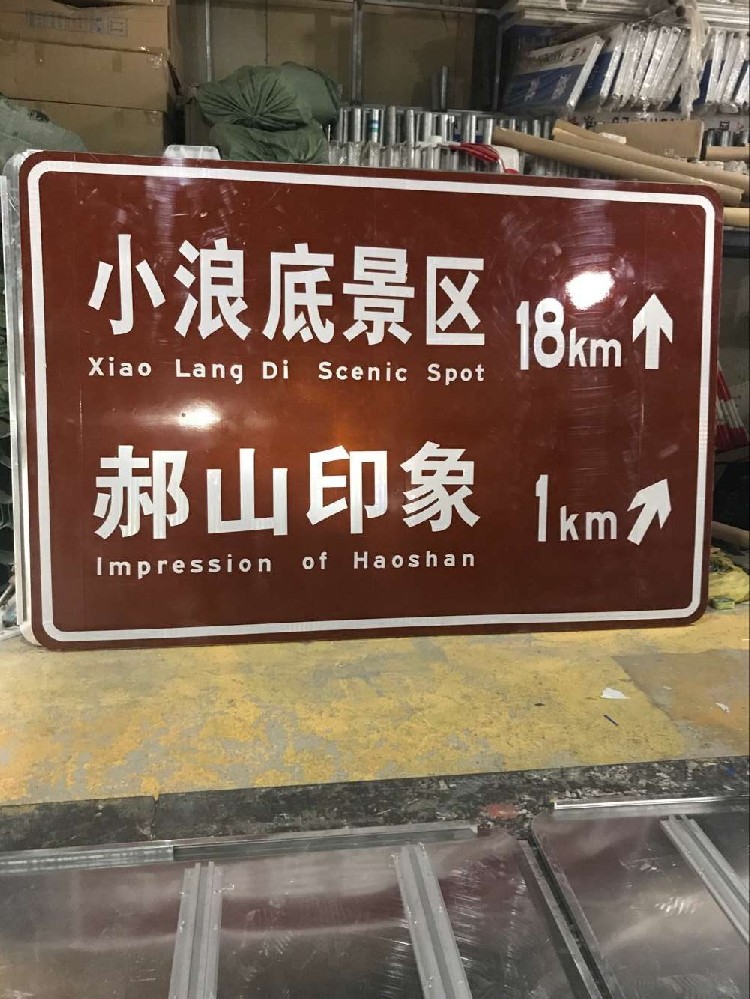 小浪底景区 18km ↑
Xiao Lang Di Scenic Spot
郝山印象 1km ↗
Impression of Haoshan